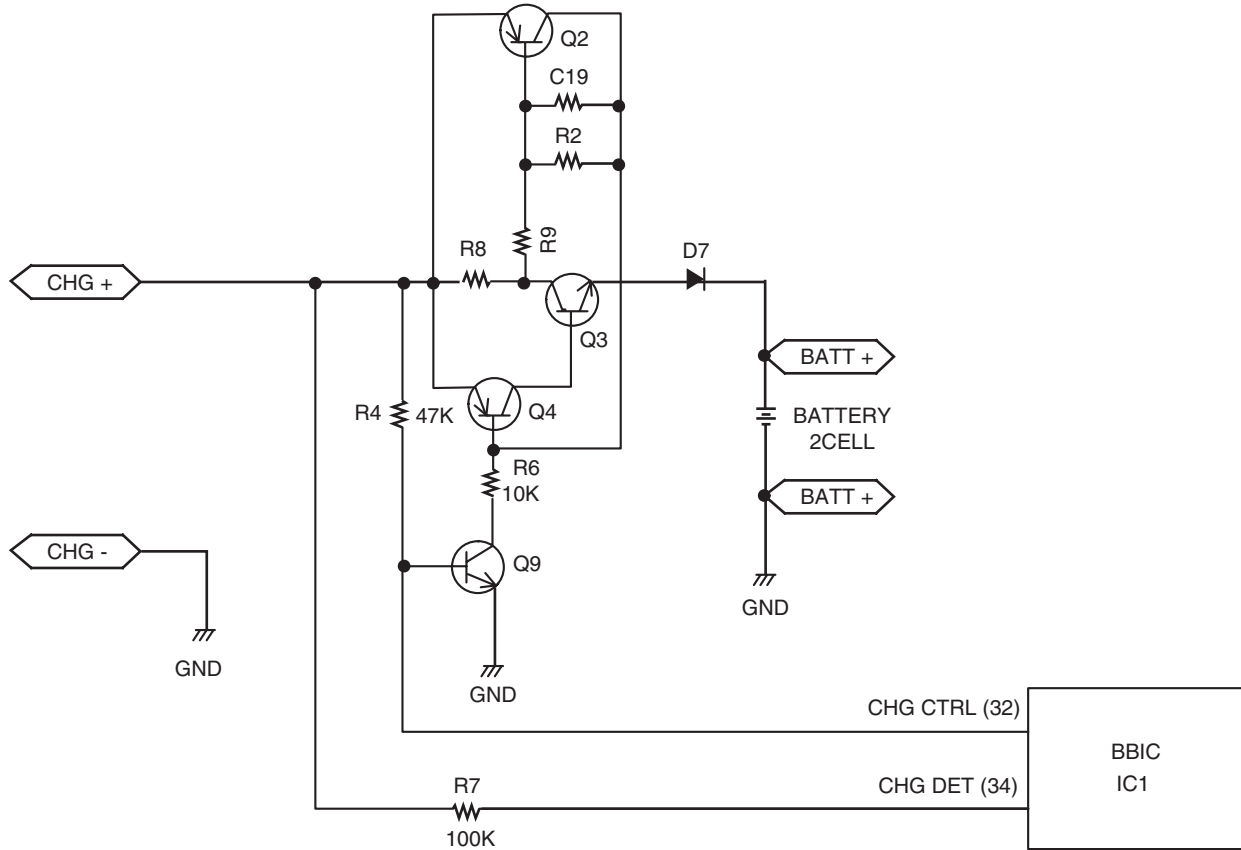 Q2
C19
R2
R9
R8
D7
CHG +
Q3
BATT +
R4
47K
Q4
BATTERY
2CELL
R6
10K
BATT +
CHG -
Q9
GND
GND
GND
CHG CTRL (32)
BBIC
IC1
CHG DET (34)
R7
100K